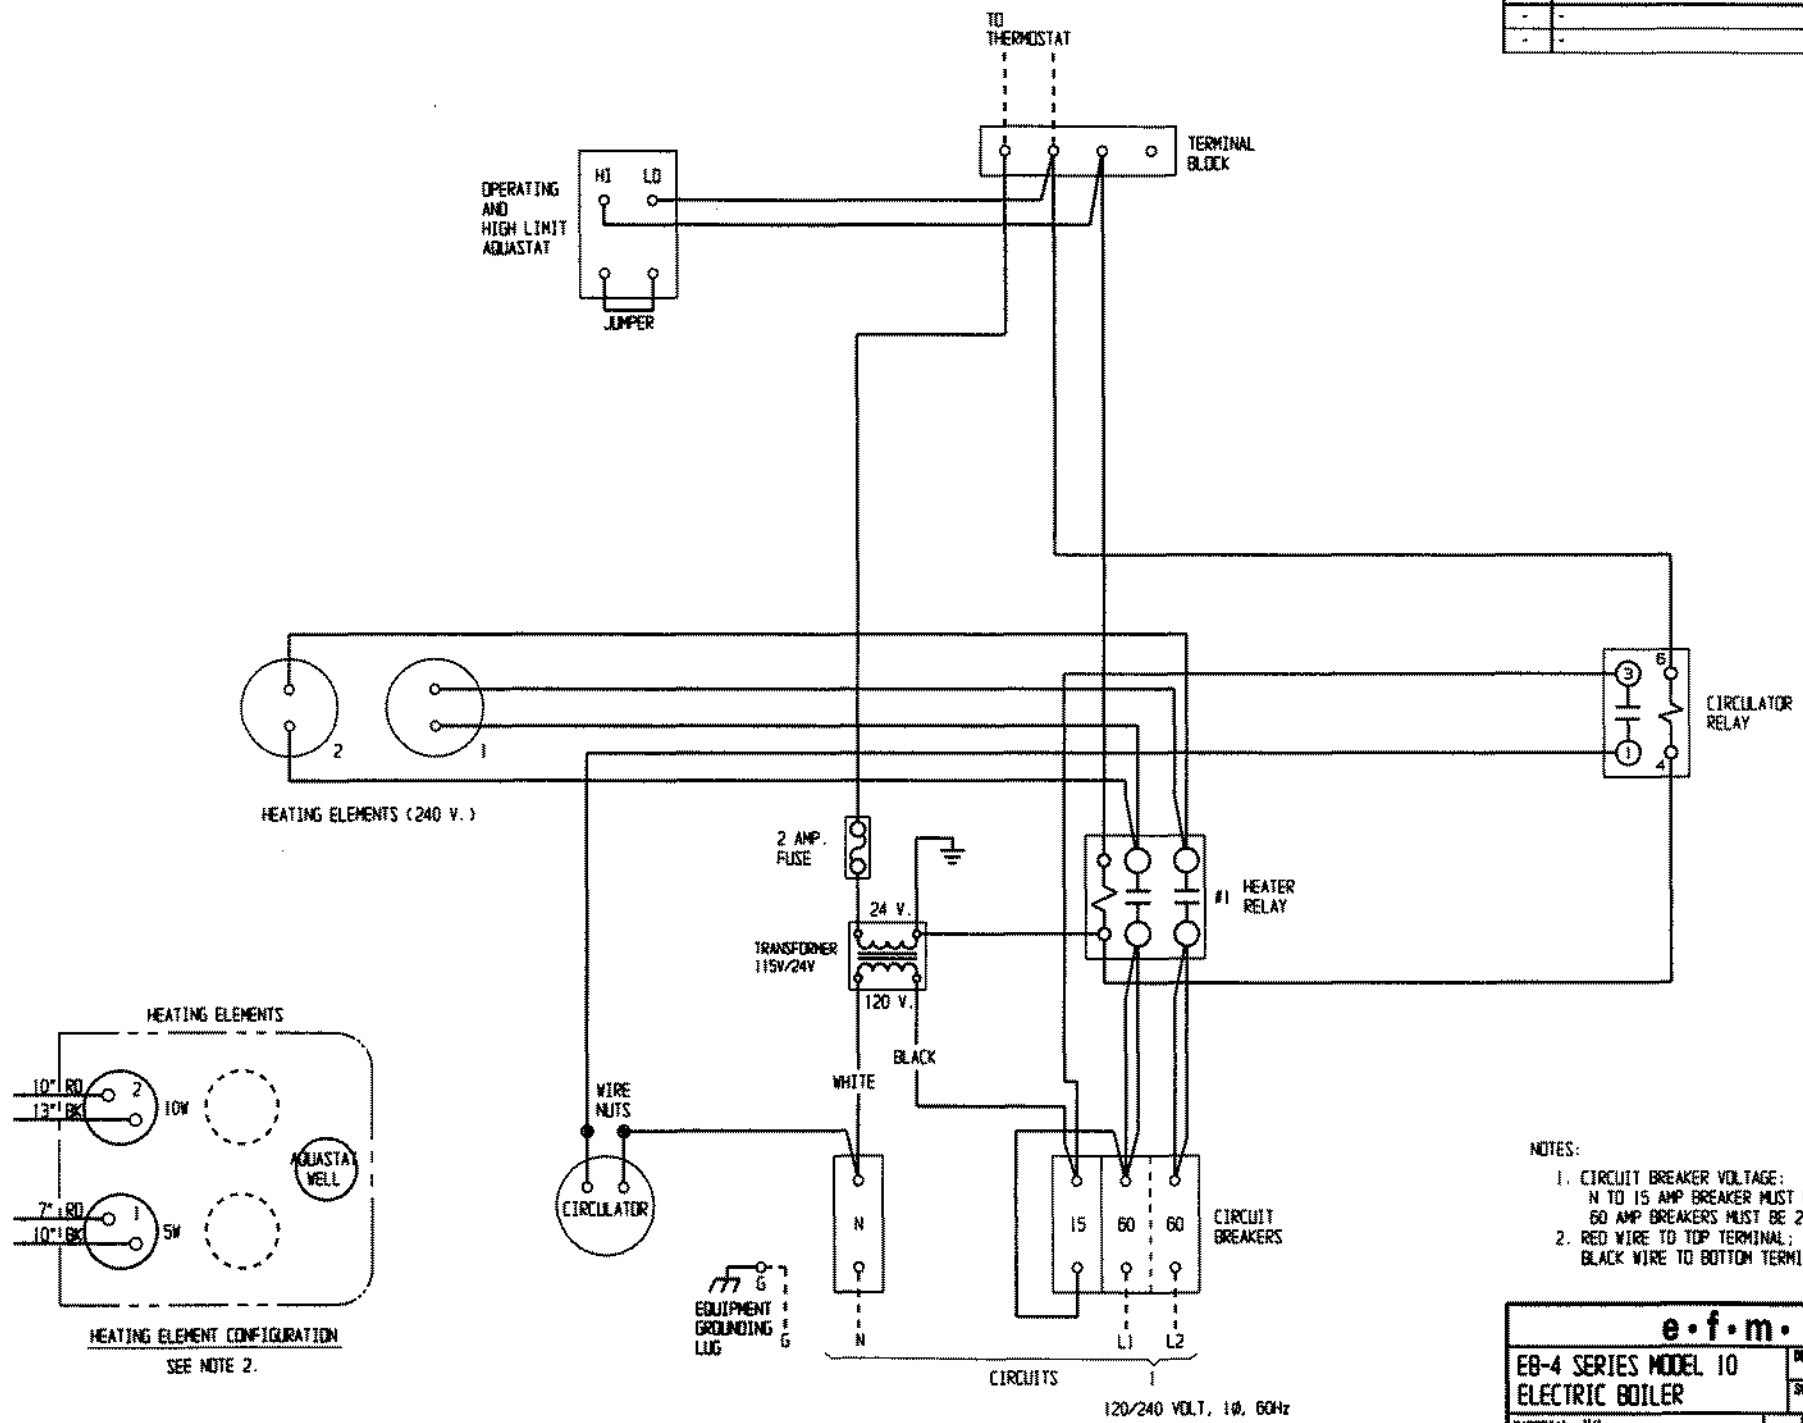 TO
THERMOSTAT
TERMINAL
BLOCK
HI LO
OPERATING
AND
HIGH LIMIT
AQUASTAT
JUMPER
6
3
CIRCULATOR
RELAY
1
4
2
1
HEATING ELEMENTS (240 V.)
2 AMP.
FUSE
24 V.
#1 HEATER
RELAY
TRANSFORMER
115V/24V
120 V.
BLACK
WHITE
HEATING ELEMENTS
10" RD
13" BK
2
10W
AQUASTAT
WELL
7" RD
10" BK
1
5W
HEATING ELEMENT CONFIGURATION
SEE NOTE 2.
WIRE
NUTS
CIRCULATOR
N
15 60 60
CIRCUIT
BREAKERS
G
EQUIPMENT
GROUNDING
LUG
G
N
L1 L2
CIRCUITS 1
120/240 VOLT, 1Ø, 60Hz
NOTES:
1. CIRCUIT BREAKER VOLTAGE:
N TO 15 AMP BREAKER MUST
60 AMP BREAKERS MUST BE 2
2. RED WIRE TO TOP TERMINAL;
BLACK WIRE TO BOTTOM TERMI
e·f·m·
EB-4 SERIES MODEL 10
ELECTRIC BOILER